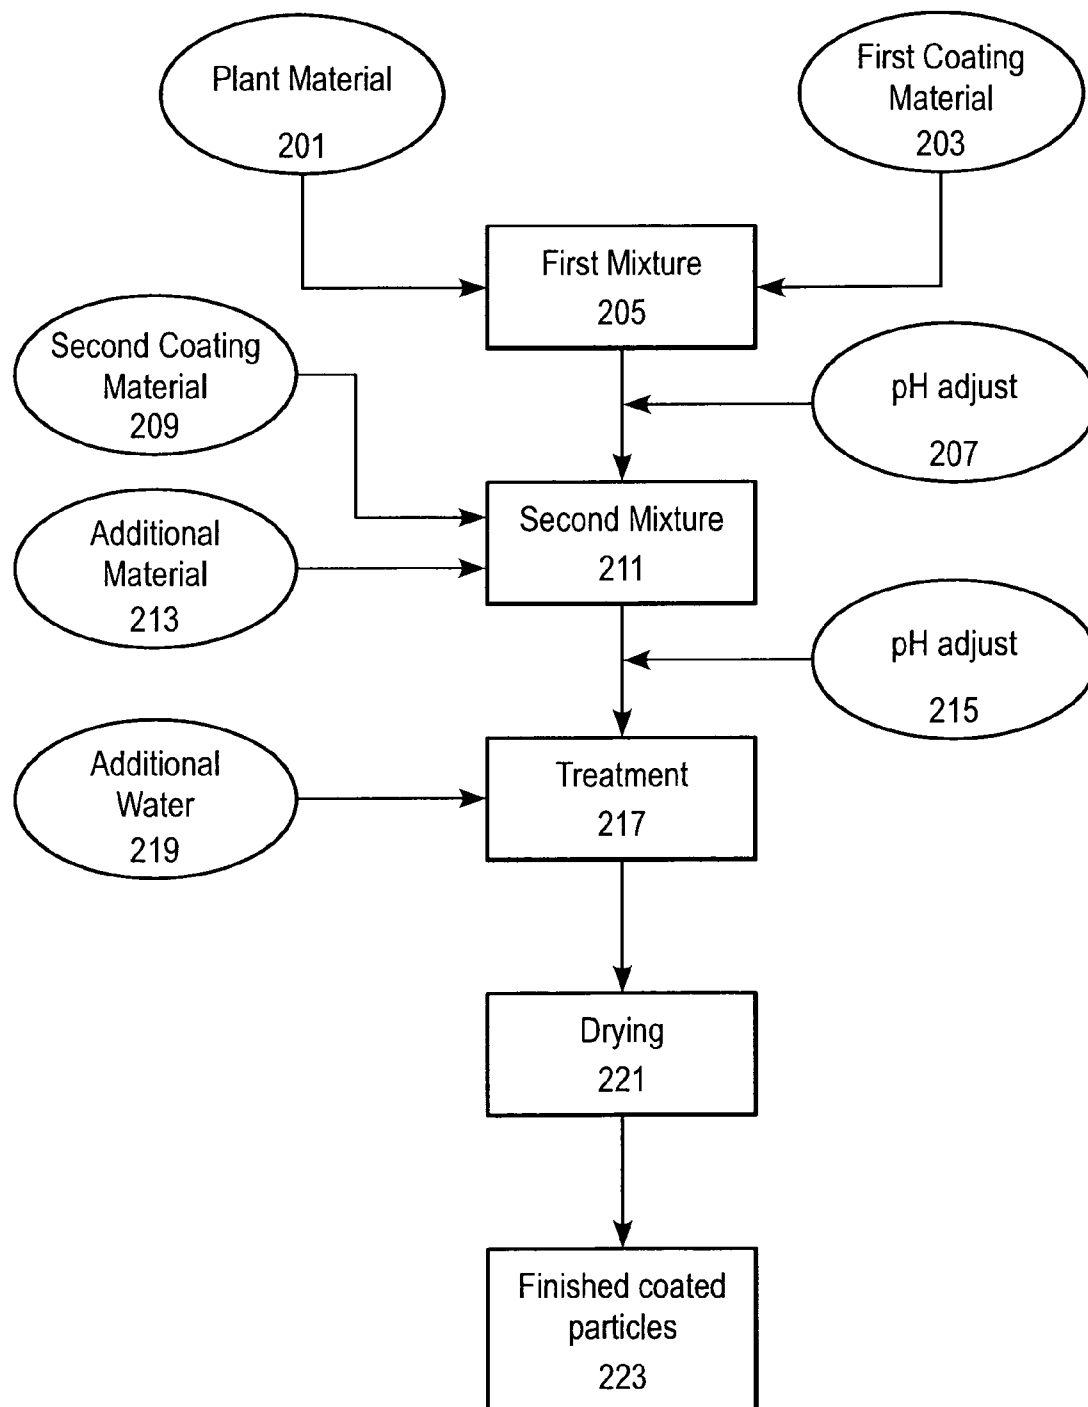 Plant Material
201
First Coating
Material
203
First Mixture
205
Second Coating
Material
209
pH adjust
207
Second Mixture
211
Additional
Material
213
pH adjust
215
Additional
Water
219
Treatment
217
Drying
221
Finished coated
particles
223